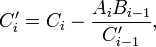 C'_i = C_i - \frac{A_i B_{i-1}}{C'_{i-1}},